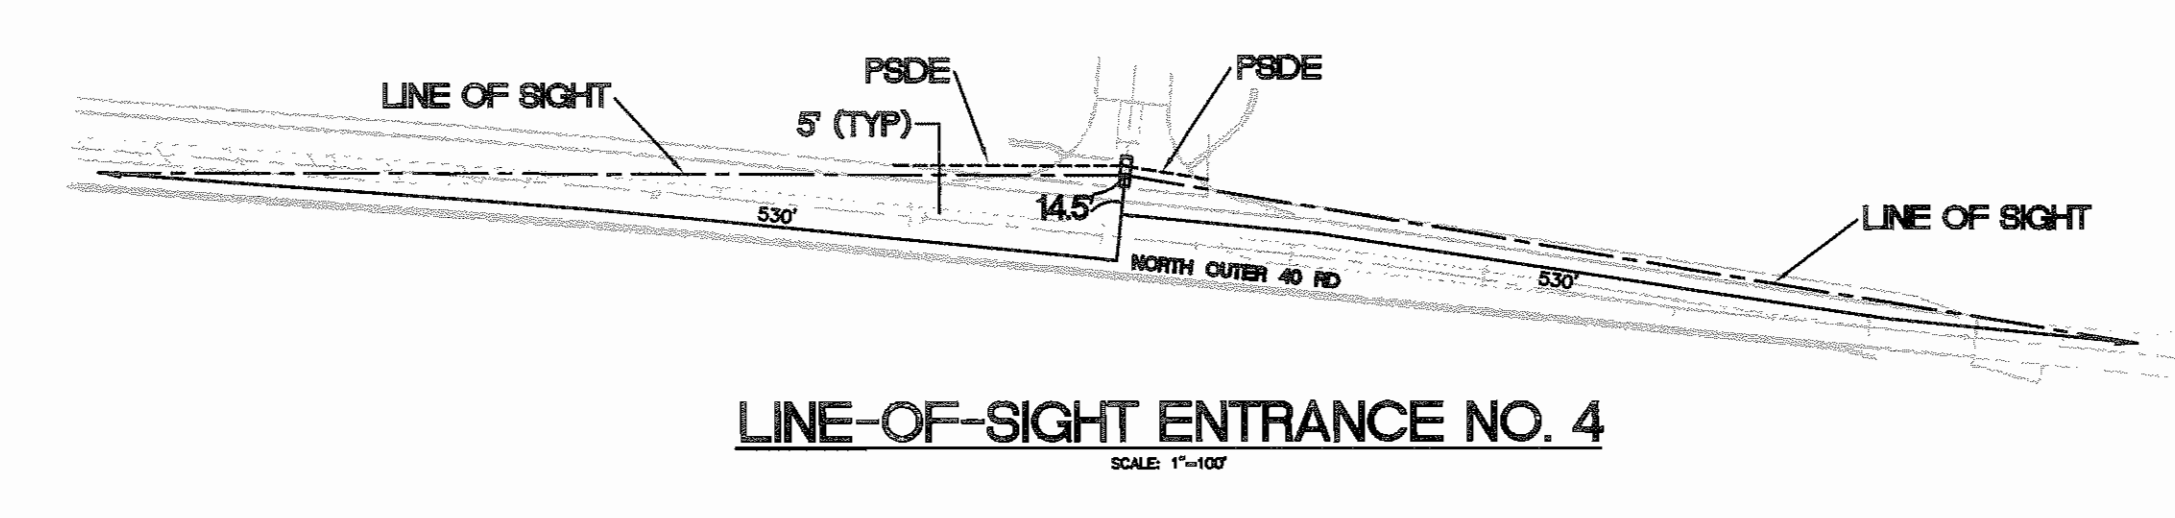 PSDE
PSDE
LINE OF SIGHT
5' (TYP)
14.5'
530'
LINE OF SIGHT
NORTH OUTER 40 RD
530'
LINE-OF-SIGHT ENTRANCE NO. 4
SCALE: 1"=100'